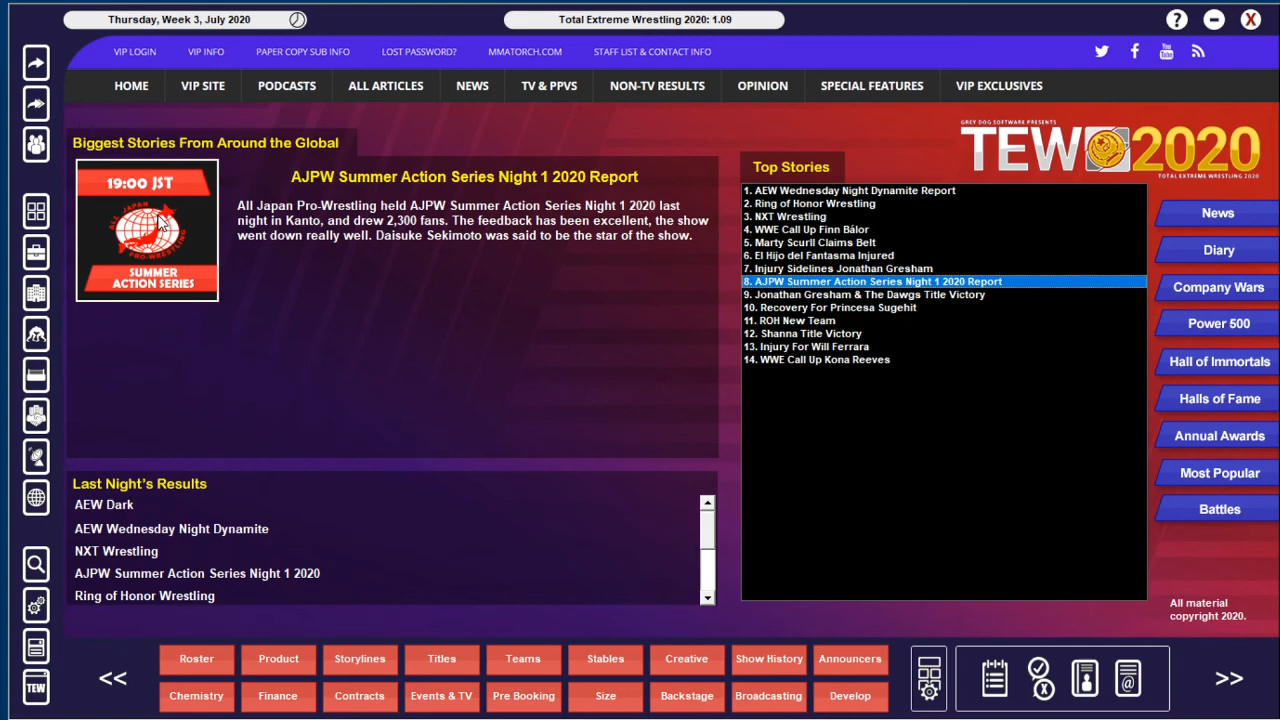 Thursday, Week 3, July 2020
Total Extreme Wrestling 2020: 1.09
?
X
VIP LOGIN
VIP INFO
PAPER COPY SUB INFO
LOST PASSWORD?
MMATORCH.COM
STAFF LIST & CONTACT INFO
You Tube
HOME
VIP SITE
PODCASTS
ALL ARTICLES
NEWS
TV & PPVS
NON-TV RESULTS
OPINION
SPECIAL FEATURES
VIP EXCLUSIVES
GREY DOG SOFTWARE PRESENTS
TEW 2020
TOTAL EXTREME WRESTLING 2020
Biggest Stories From Around the Global
19:00 JST
ALL JAPAN
PRO-WRESTLING
SUMMER
ACTION SERIES
AJPW Summer Action Series Night 1 2020 Report
All Japan Pro-Wrestling held AJPW Summer Action Series Night 1 2020 last
night in Kanto, and drew 2,300 fans. The feedback has been excellent, the show
went down really well. Daisuke Sekimoto was said to be the star of the show.
Top Stories
1. AEW Wednesday Night Dynamite Report
2. Ring of Honor Wrestling
3. NXT Wrestling
4. WWE Call Up Finn Bálor
5. Marty Scurll Claims Belt
6. El Hijo del Fantasma Injured
7. Injury Sidelines Jonathan Gresham
8. AJPW Summer Action Series Night 1 2020 Report
9. Jonathan Gresham & The Dawgs Title Victory
10. Recovery For Princesa Sugehit
11. ROH New Team
12. Shanna Title Victory
13. Injury For Will Ferrara
14. WWE Call Up Kona Reeves
News
Diary
Company Wars
Power 500
Hall of Immortals
Halls of Fame
Annual Awards
Most Popular
Battles
Last Night's Results
AEW Dark
AEW Wednesday Night Dynamite
NXT Wrestling
AJPW Summer Action Series Night 1 2020
Ring of Honor Wrestling
All material
copyright 2020.
TEW
<<
Roster
Product
Storylines
Titles
Teams
Stables
Creative
Show History
Announcers
Chemistry
Finance
Contracts
Events & TV
Pre Booking
Size
Backstage
Broadcasting
Develop
@
>>